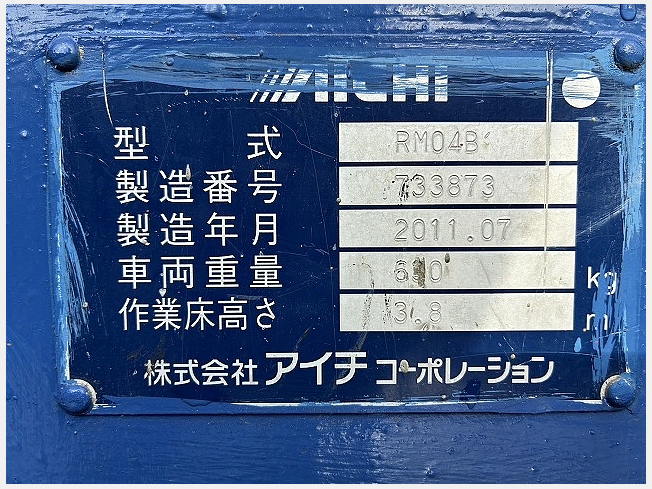 AICHI
型式 RM04B
製造番号 733873
製造年月 2011.07
車両重量 kg
作業床高さ 3.8 m
株式会社アイチコーポレーション